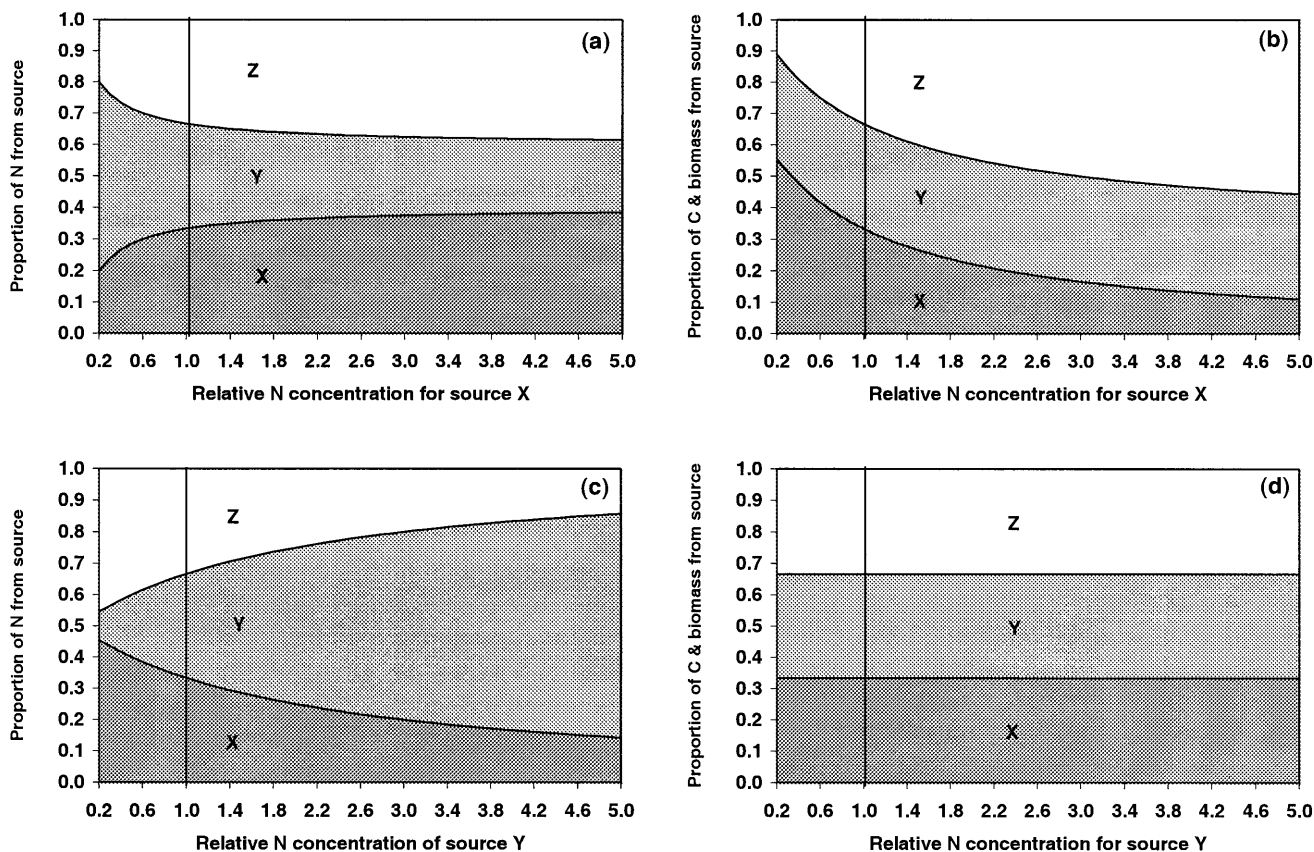 (a)
Proportion of N from source
1.0
0.9
0.8
0.7
0.6
0.5
0.4
0.3
0.2
0.1
0.0
Z
Y
X
0.2 0.6 1.0 1.4 1.8 2.2 2.6 3.0 3.4 3.8 4.2 4.6 5.0
Relative N concentration for source X
(b)
Proportion of C & biomass from source
1.0
0.9
0.8
0.7
0.6
0.5
0.4
0.3
0.2
0.1
0.0
Z
Y
X
0.2 0.6 1.0 1.4 1.8 2.2 2.6 3.0 3.4 3.8 4.2 4.6 5.0
Relative N concentration for source X
(c)
Proportion of N from source
1.0
0.9
0.8
0.7
0.6
0.5
0.4
0.3
0.2
0.1
0.0
Z
Y
X
0.2 0.6 1.0 1.4 1.8 2.2 2.6 3.0 3.4 3.8 4.2 4.6 5.0
Relative N concentration of source Y
(d)
Proportion of C & biomass from source
1.0
0.9
0.8
0.7
0.6
0.5
0.4
0.3
0.2
0.1
0.0
Z
Y
X
0.2 0.6 1.0 1.4 1.8 2.2 2.6 3.0 3.4 3.8 4.2 4.6 5.0
Relative N concentration for source Y